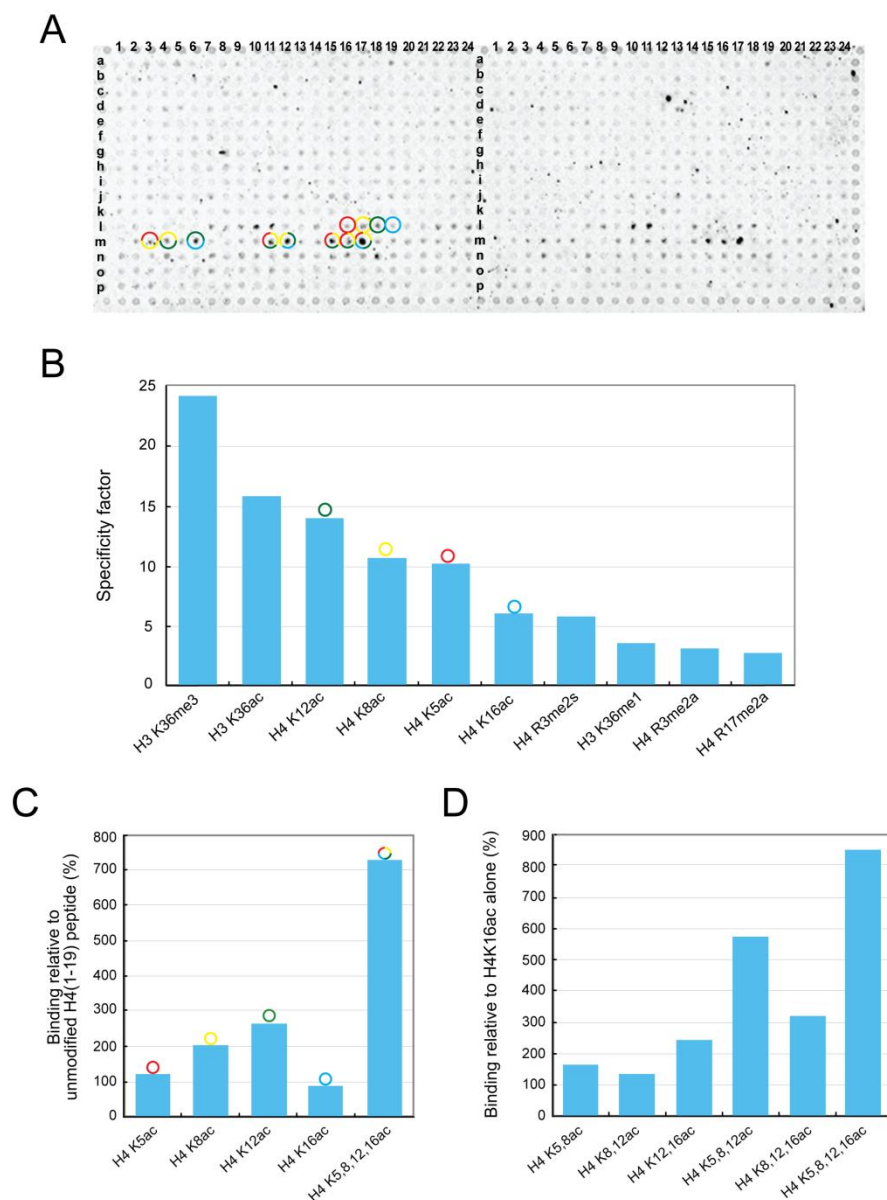 A
1 2 3 4 5 6 7 8 9 10 11 12 13 14 15 16 17 18 19 20 21 22 23 24
1 2 3 4 5 6 7 8 9 10 11 12 13 14 15 16 17 18 19 20 21 22 23 24
a a
b b
c c
d d
e e
f f
g g
h h
i i
j j
k k
l l
m m
n n
o o
p p
B
Specificity factor
25
20
15
10
5
0
H3 K36me3
H3 K36ac
H4 K12ac
H4 K8ac
H4 K5ac
H4 K16ac
H4 R3me2s
H3 K36me1
H4 R3me2a
H4 R17me2a
C
Binding relative to
unmodified H4(1-19) peptide (%)
800
700
600
500
400
300
200
100
0
H4 K5ac
H4 K8ac
H4 K12ac
H4 K16ac
H4 K5,8,12,16ac
D
Binding relative to H4K16ac alone (%)
900
800
700
600
500
400
300
200
100
0
H4 K5,8ac
H4 K8,12ac
H4 K12,16ac
H4 K5,8,12ac
H4 K8,12,16ac
H4 K5,8,12,16ac